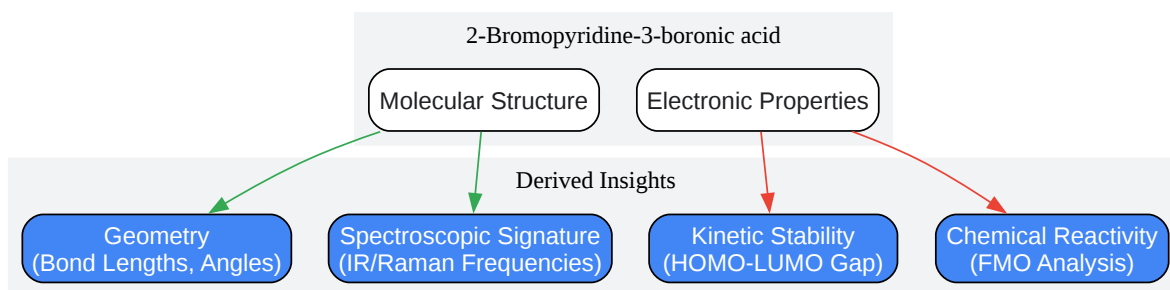 2-Bromopyridine-3-boronic acid
Molecular Structure
Electronic Properties
Derived Insights
Geometry
(Bond Lengths, Angles)
Spectroscopic Signature
(IR/Raman Frequencies)
Kinetic Stability
(HOMO-LUMO Gap)
Chemical Reactivity
(FMO Analysis)